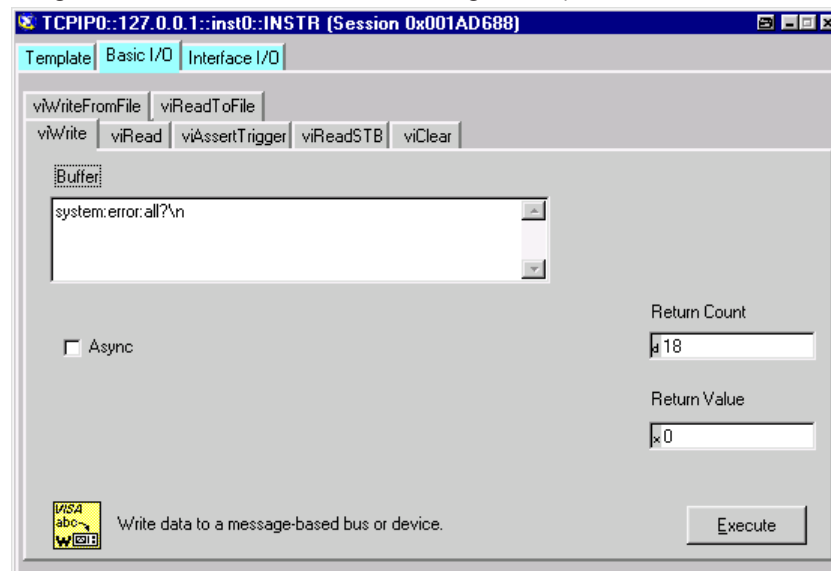 TCPIP0::127.0.0.1::inst0::INSTR (Session 0x001AD688)
Template Basic I/O Interface I/O
viWriteFromFile viReadToFile
viWrite viRead viAssertTrigger viReadSTB viClear
Buffer
system:error:all?\n
Return Count
Async
d 18
Return Value
x 0
VISA
abc
W
Write data to a message-based bus or device.
Execute